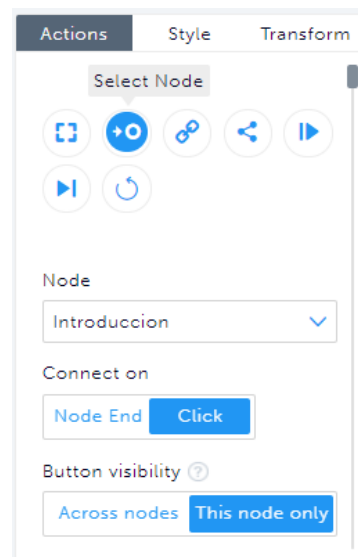 Actions Style Transform
Select Node
Node
Introduccion
Connect on
Node End Click
Button visibility ?
Across nodes This node only